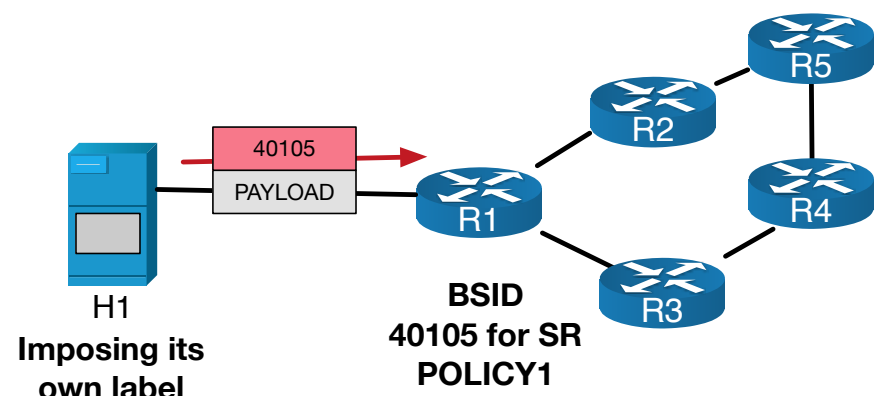 R5
R2
40105
PAYLOAD
R1
R4
R3
H1
Imposing its
own label
BSID
40105 for SR
POLICY1